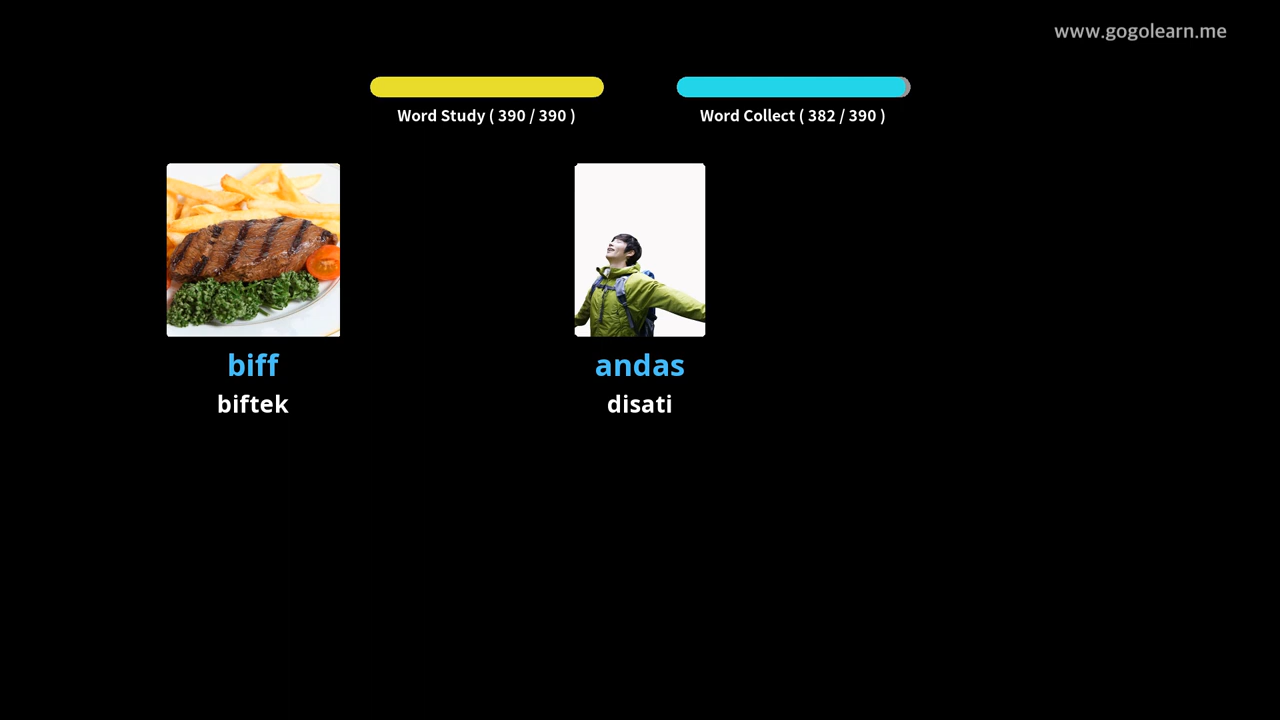 www.gogolearn.me
Word Study ( 390 / 390 )
Word Collect ( 382 / 390 )
biff
andas
biftek
disati